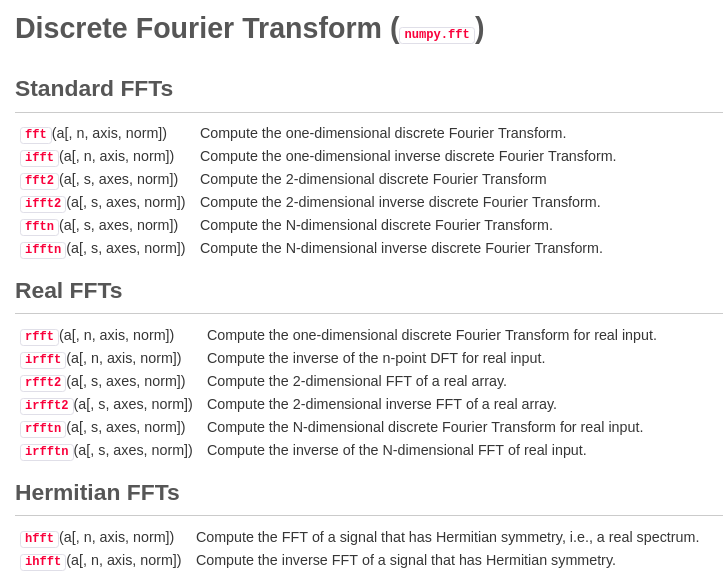 Discrete Fourier Transform (numpy.fft)
Standard FFTs
fft(a[, n, axis, norm]) Compute the one-dimensional discrete Fourier Transform.
ifft(a[, n, axis, norm]) Compute the one-dimensional inverse discrete Fourier Transform.
fft2(a[, s, axes, norm]) Compute the 2-dimensional discrete Fourier Transform
ifft2(a[, s, axes, norm]) Compute the 2-dimensional inverse discrete Fourier Transform.
fftn(a[, s, axes, norm]) Compute the N-dimensional discrete Fourier Transform.
ifftn(a[, s, axes, norm]) Compute the N-dimensional inverse discrete Fourier Transform.
Real FFTs
rfft(a[, n, axis, norm]) Compute the one-dimensional discrete Fourier Transform for real input.
irfft(a[, n, axis, norm]) Compute the inverse of the n-point DFT for real input.
rfft2(a[, s, axes, norm]) Compute the 2-dimensional FFT of a real array.
irfft2(a[, s, axes, norm]) Compute the 2-dimensional inverse FFT of a real array.
rfftn(a[, s, axes, norm]) Compute the N-dimensional discrete Fourier Transform for real input.
irfftn(a[, s, axes, norm]) Compute the inverse of the N-dimensional FFT of real input.
Hermitian FFTs
hfft(a[, n, axis, norm]) Compute the FFT of a signal that has Hermitian symmetry, i.e., a real spectrum.
ihfft(a[, n, axis, norm]) Compute the inverse FFT of a signal that has Hermitian symmetry.